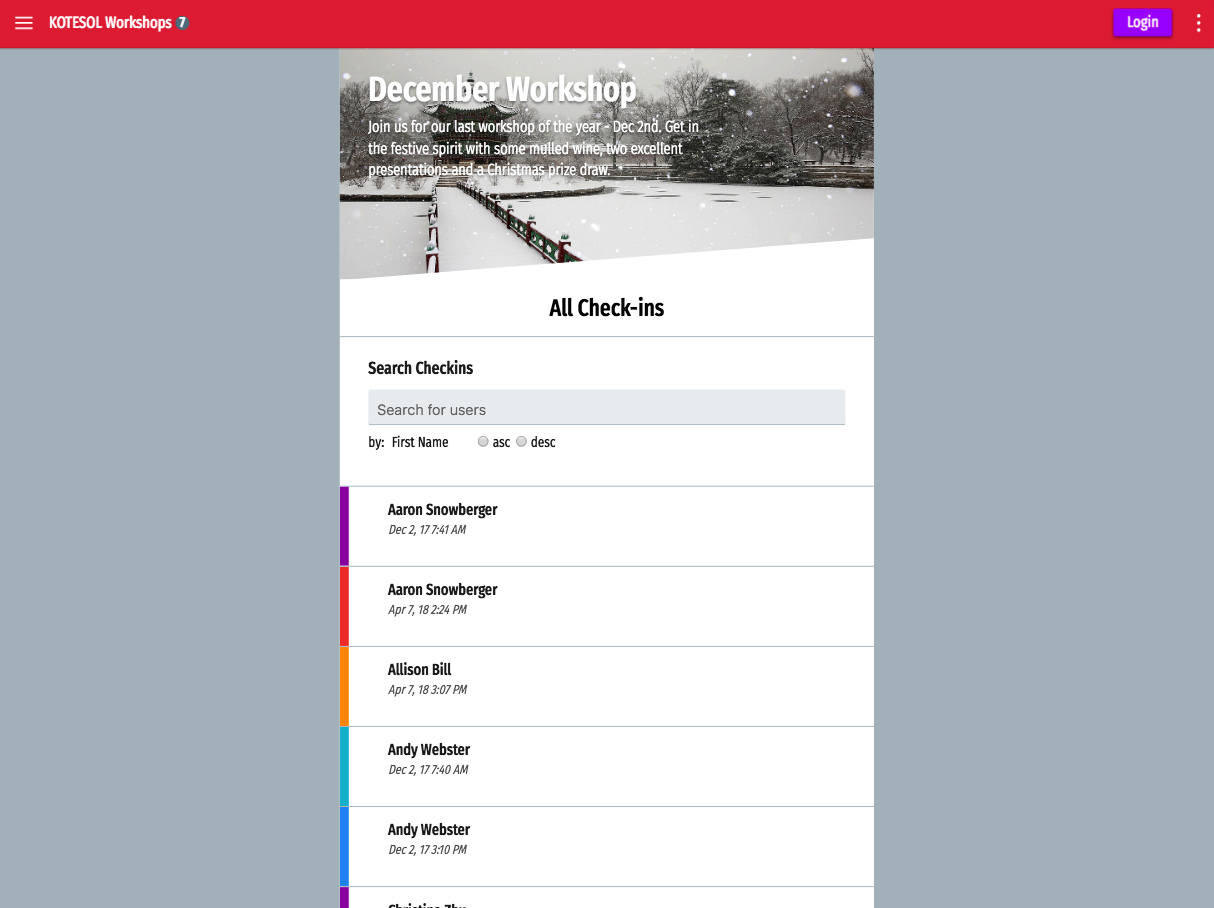 KOTESOL Workshops 7
Login
December Workshop
Join us for our last workshop of the year - Dec 2nd. Get in
the festive spirit with some mulled wine, two excellent
presentations and a Christmas prize draw.
All Check-ins
Search Checkins
Search for users
by: First Name asc desc
Aaron Snowberger
Dec 2, 17 7:41 AM
Aaron Snowberger
Apr 7, 18 2:24 PM
Allison Bill
Apr 7, 18 3:07 PM
Andy Webster
Dec 2, 17 7:40 AM
Andy Webster
Dec 2, 17 3:10 PM